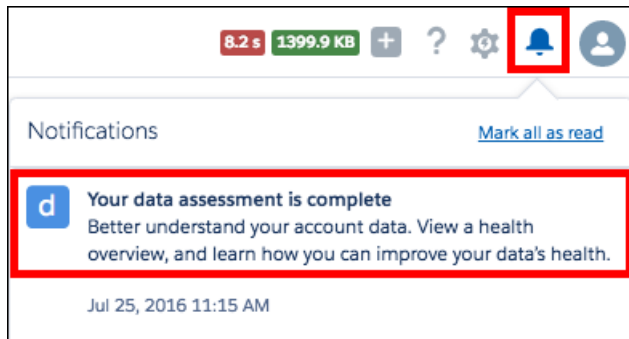 8.2 s 1399.9 KB + ?
Notifications Mark all as read
d Your data assessment is complete
Better understand your account data. View a health
overview, and learn how you can improve your data's health.
Jul 25, 2016 11:15 AM